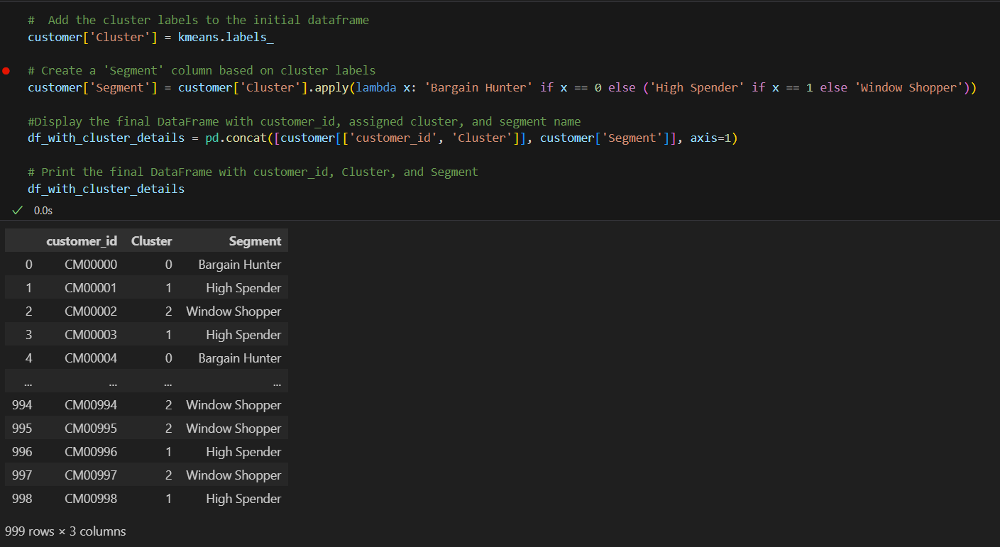 #  Add the cluster labels to the initial dataframe
customer['Cluster'] = kmeans.labels_
# Create a 'Segment' column based on cluster labels
customer['Segment'] = customer['Cluster'].apply(lambda x: 'Bargain Hunter' if x == 0 else ('High Spender' if x == 1 else 'Window Shopper'))
#Display the final DataFrame with customer_id, assigned cluster, and segment name
df_with_cluster_details = pd.concat([customer[['customer_id', 'Cluster']], customer['Segment']], axis=1)
# Print the final DataFrame with customer_id, Cluster, and Segment
df_with_cluster_details
0.0s
customer_id Cluster Segment
0 CM00000 0 Bargain Hunter
1 CM00001 1 High Spender
2 CM00002 2 Window Shopper
3 CM00003 1 High Spender
4 CM00004 0 Bargain Hunter
... ... ... ...
994 CM00994 2 Window Shopper
995 CM00995 2 Window Shopper
996 CM00996 1 High Spender
997 CM00997 2 Window Shopper
998 CM00998 1 High Spender
999 rows × 3 columns